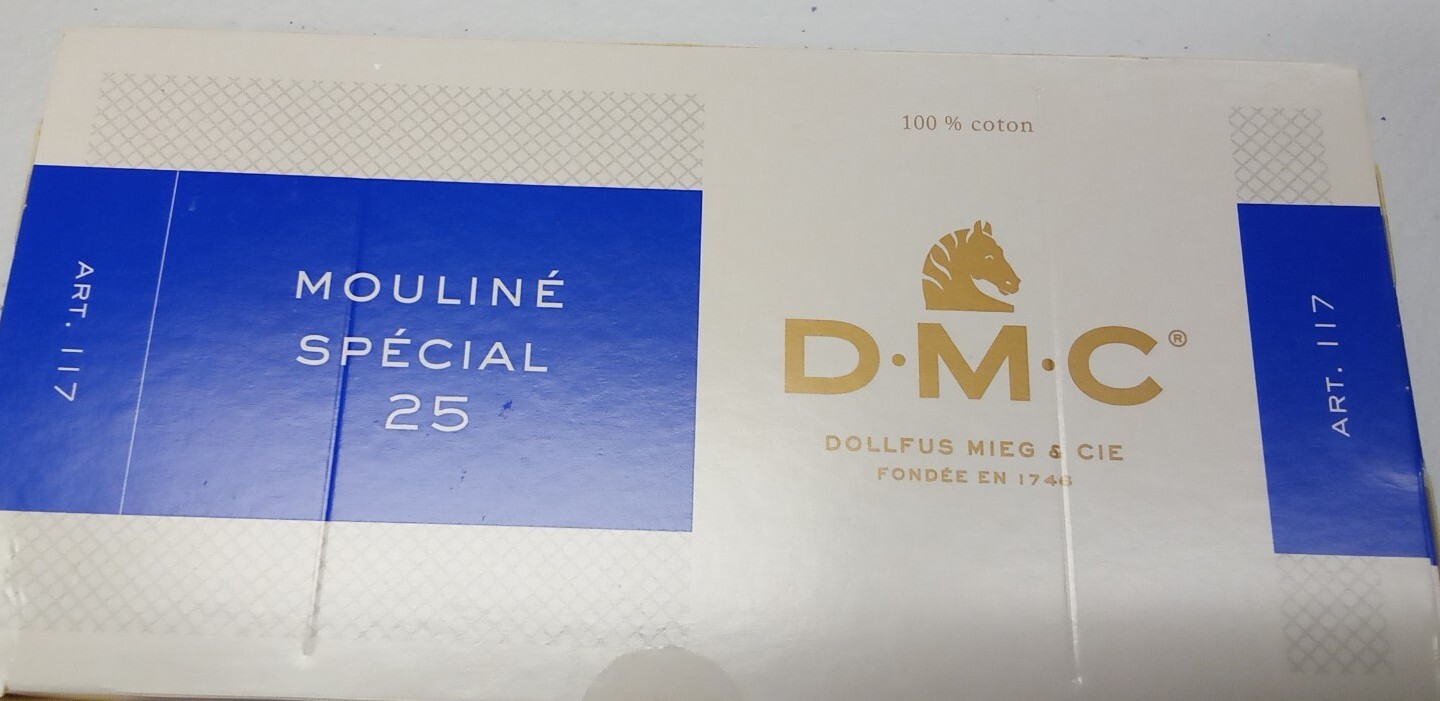 ART. 117
MOULINÉ
SPÉCIAL
25
100 % coton
D·M·C®
DOLLFUS MIEG & CIE
FONDÉE EN 1746
ART. 117